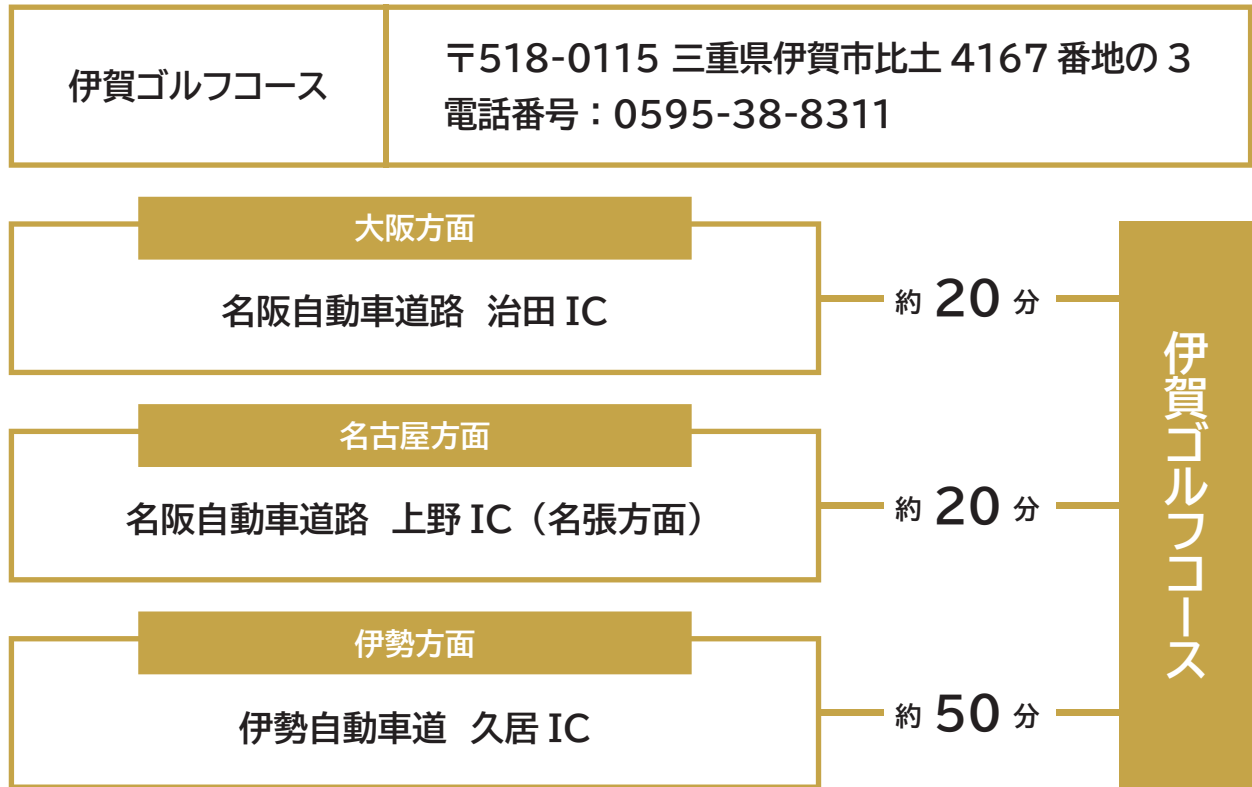 伊賀ゴルフコース
〒518-0115 三重県伊賀市比土 4167 番地の 3
電話番号：0595-38-8311
大阪方面
名阪自動車道路 治田 IC
約 20 分
名古屋方面
名阪自動車道路 上野 IC（名張方面）
約 20 分
伊勢方面
伊勢自動車道 久居 IC
約 50 分
伊賀ゴルフコース